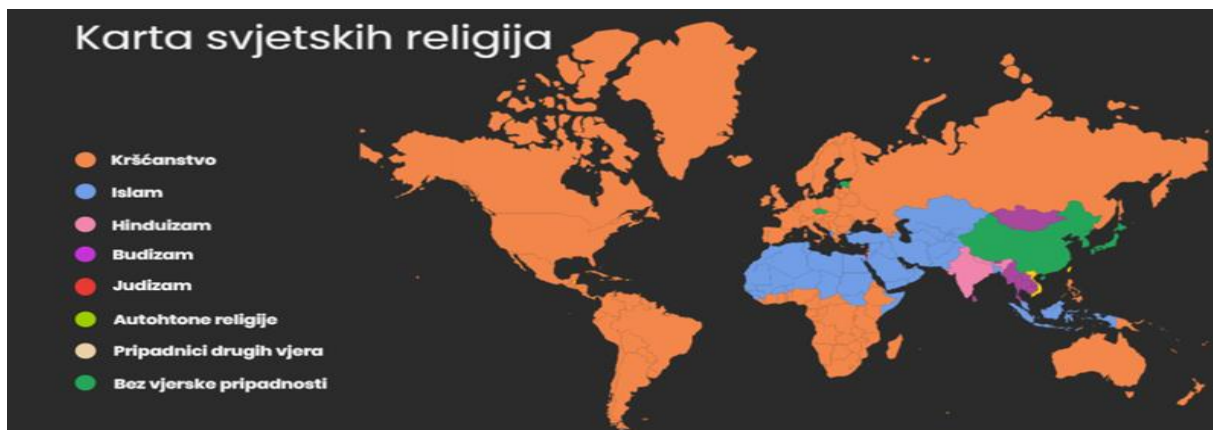 Karta svjetskih religija
Kršćanstvo
Islam
Hinduizam
Budizam
Judizam
Autohtone religije
Pripadnici drugih vjera
Bez vjerske pripadnosti